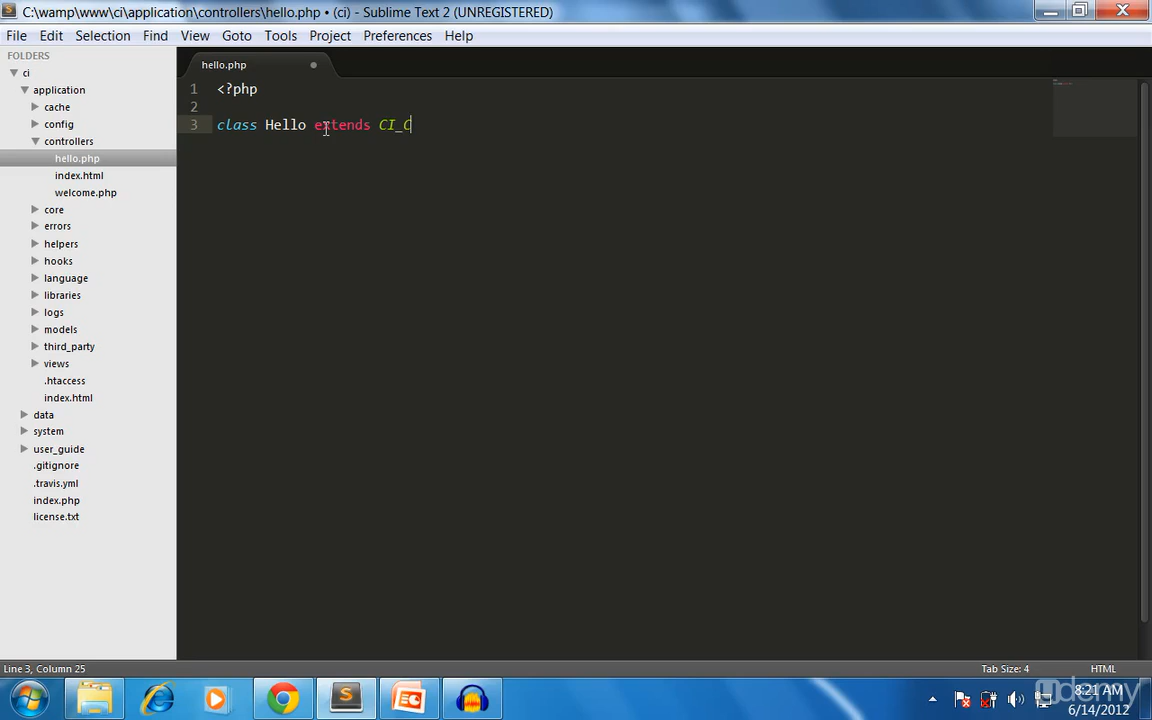 C:\wamp\www\ci\application\controllers\hello.php • (ci) - Sublime Text 2 (UNREGISTERED)
File Edit Selection Find View Goto Tools Project Preferences Help
FOLDERS
ci
application
cache
config
controllers
hello.php
index.html
welcome.php
core
errors
helpers
hooks
language
libraries
logs
models
third_party
views
.htaccess
index.html
data
system
user_guide
.gitignore
.travis.yml
index.php
license.txt
hello.php
1 <?php
2
3 class Hello extends CI_C
Line 3, Column 25
Tab Size: 4
HTML
8:21 AM
6/14/2012
udemy